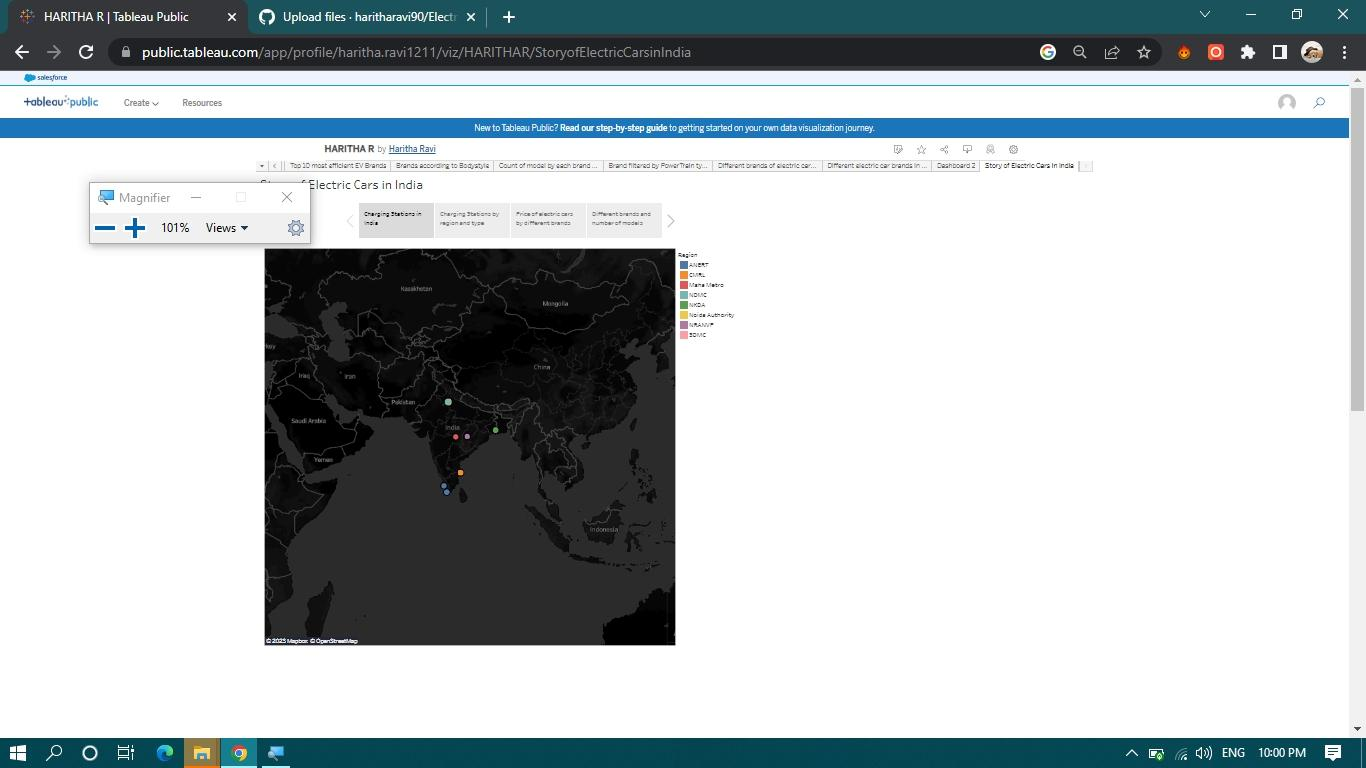 HARITHA R | Tableau Public
Upload files · haritharavi90/Electr
public.tableau.com/app/profile/haritha.ravi1211/viz/HARITHAR/StoryofElectricCarsinIndia
salesforce
+ableau public
Create
Resources
New to Tableau Public? Read our step-by-step guide to getting started on your own data visualization journey.
HARITHA R by Haritha Ravi
Top 10 most efficient EV Brands
Brands according to Bodystyle
Count of model by each brand ...
Brand filtered by PowerTrain ty...
Different brands of electric car...
Different electric car brands in ...
Dashboard 2
Story of Electric Cars in India
Electric Cars in India
Magnifier
101%
Views
Charging Stations in
India
Charging Stations by
region and type
Price of electric cars
by different brands
Different brands and
number of models
Region
ANERT
CMRL
Maha Metro
NDMC
NKDA
Noida Authority
NRANVP
SDMC
Kazakhstan
Mongolia
key
China
Iraq
Iran
Pakistan
Saudi Arabia
India
Yemen
Indonesia
© 2023 Mapbox © OpenStreetMap
ENG
10:00 PM